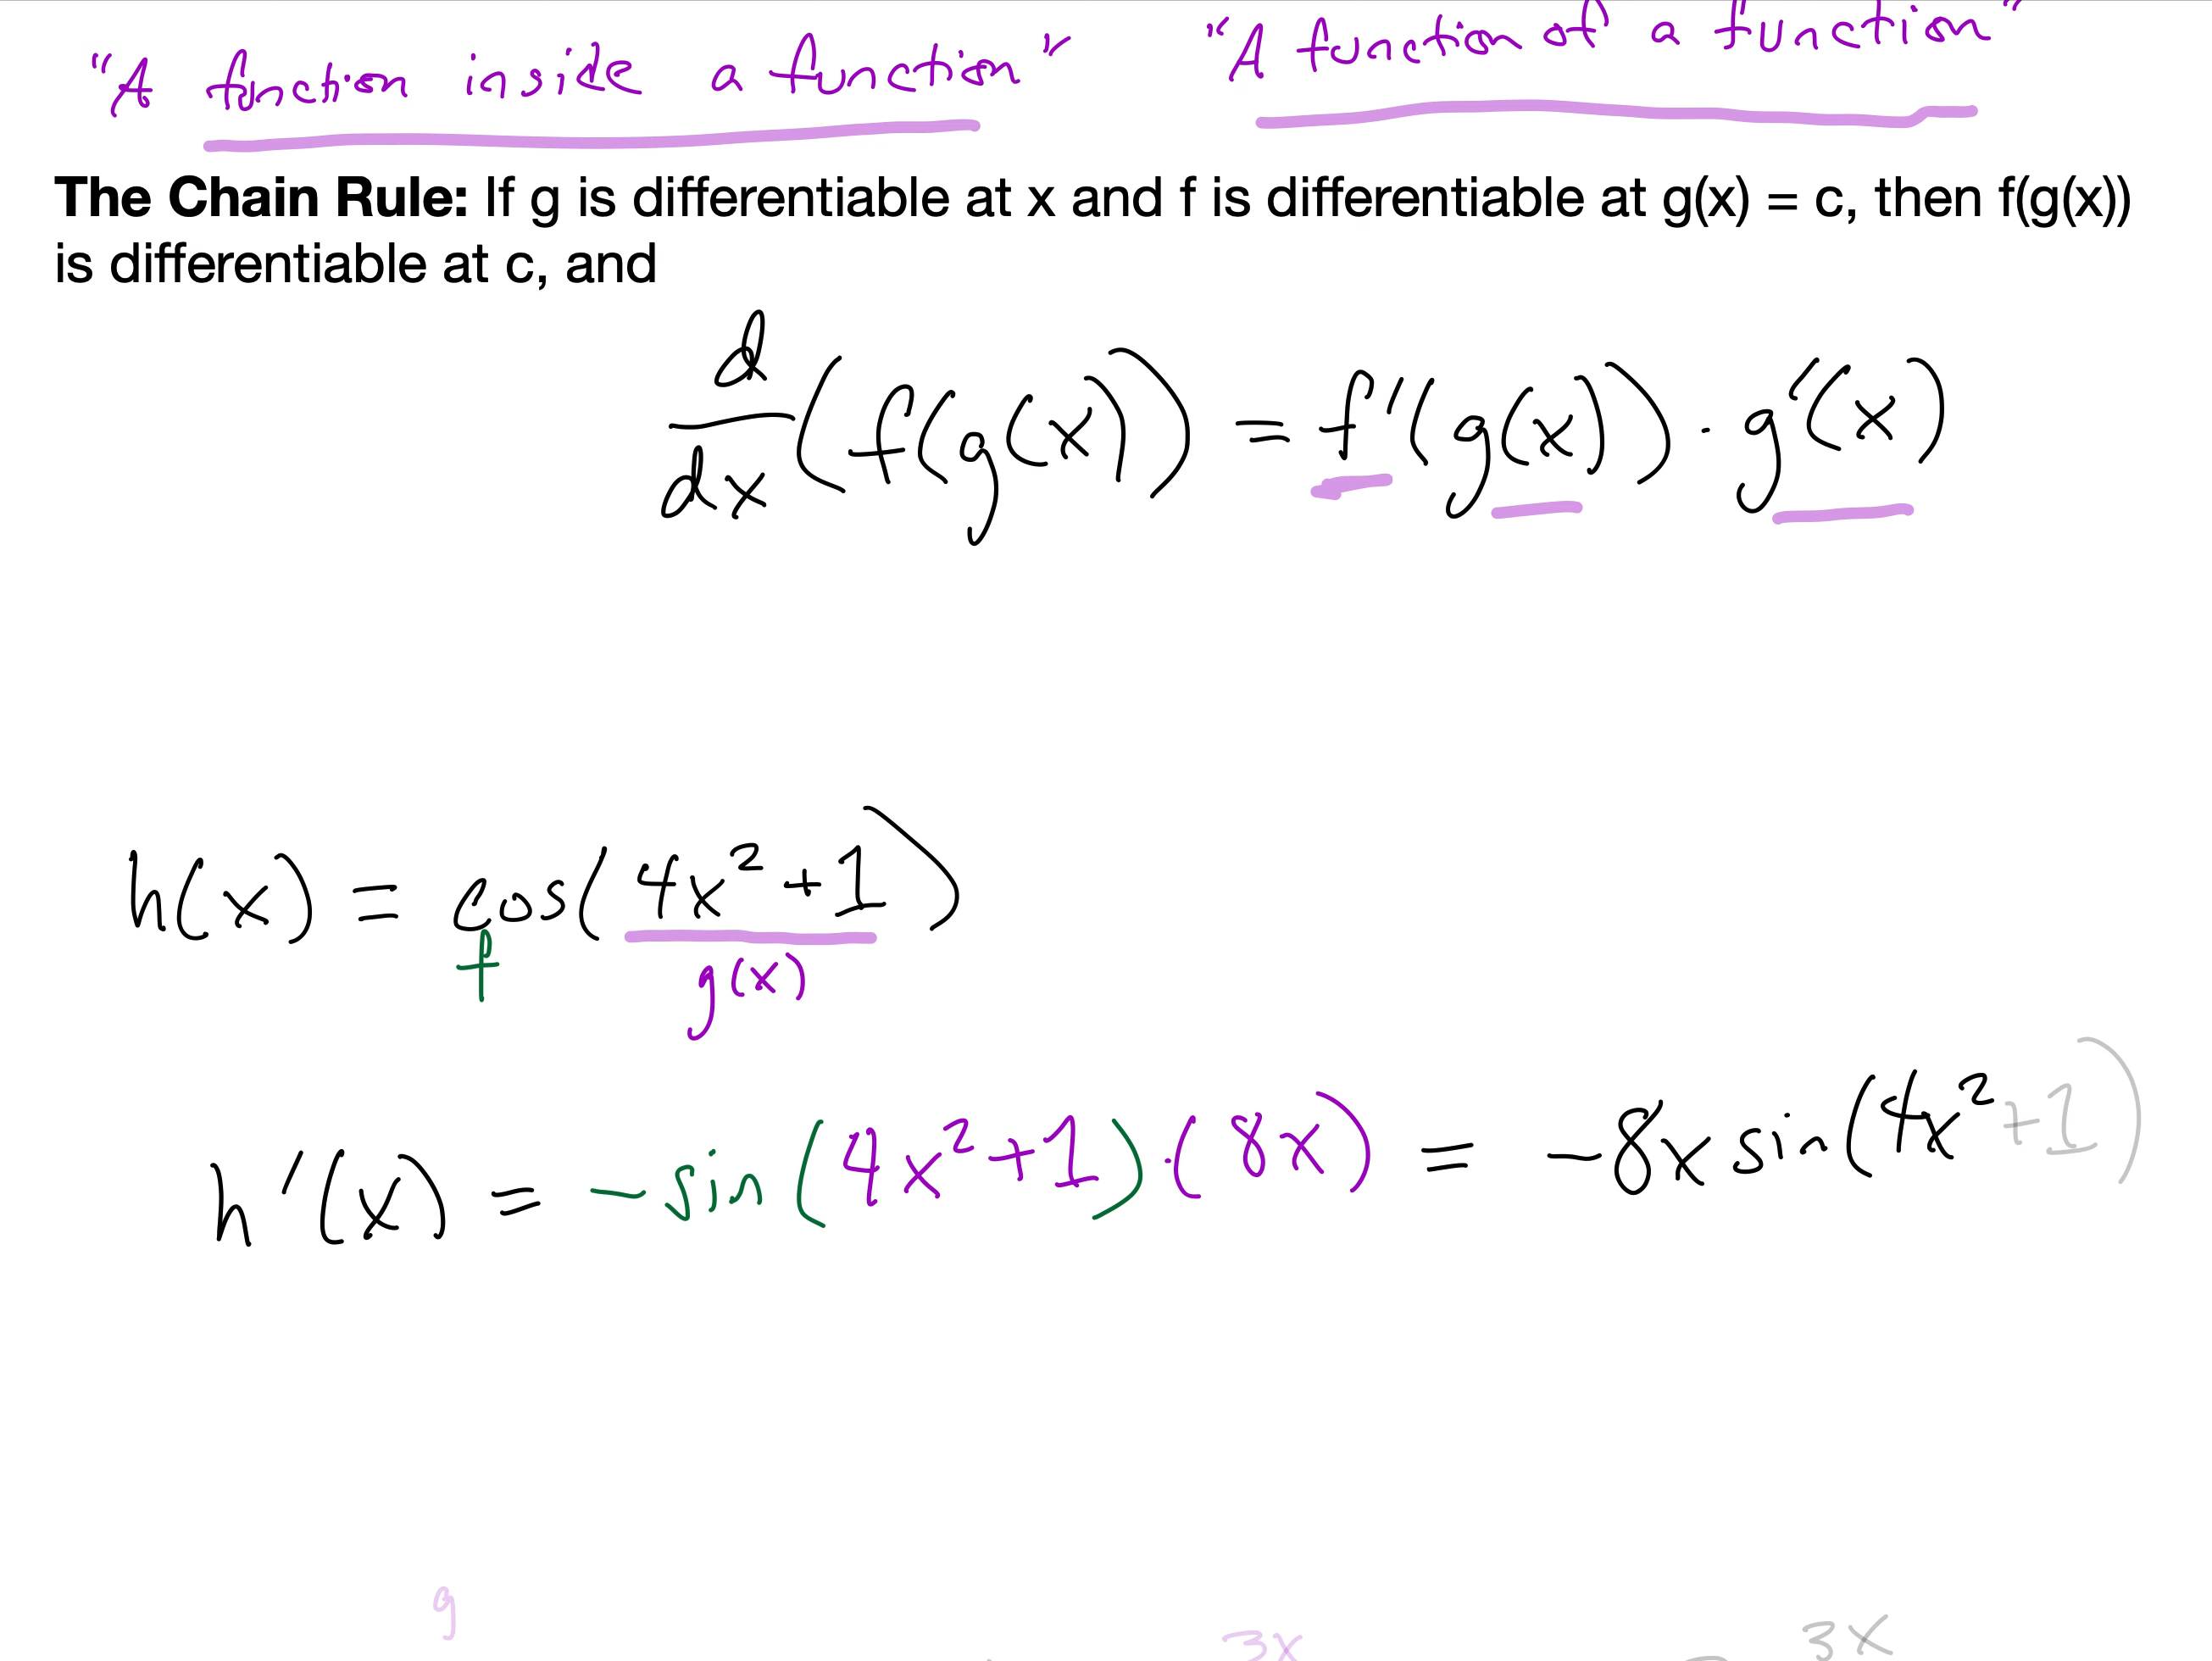 "A function inside a function" "A function of a function"
The Chain Rule: If g is differentiable at x and f is differentiable at g(x) = c, then f(g(x))
is differentiable at c, and
d/dx (f(g(x))) = f'(g(x)) · g'(x)
h(x) = cos(4x² + 1)
f g(x)
h'(x) = -sin(4x² + 1) · (8x) = -8x sin(4x² + 1)
g 3x 3x